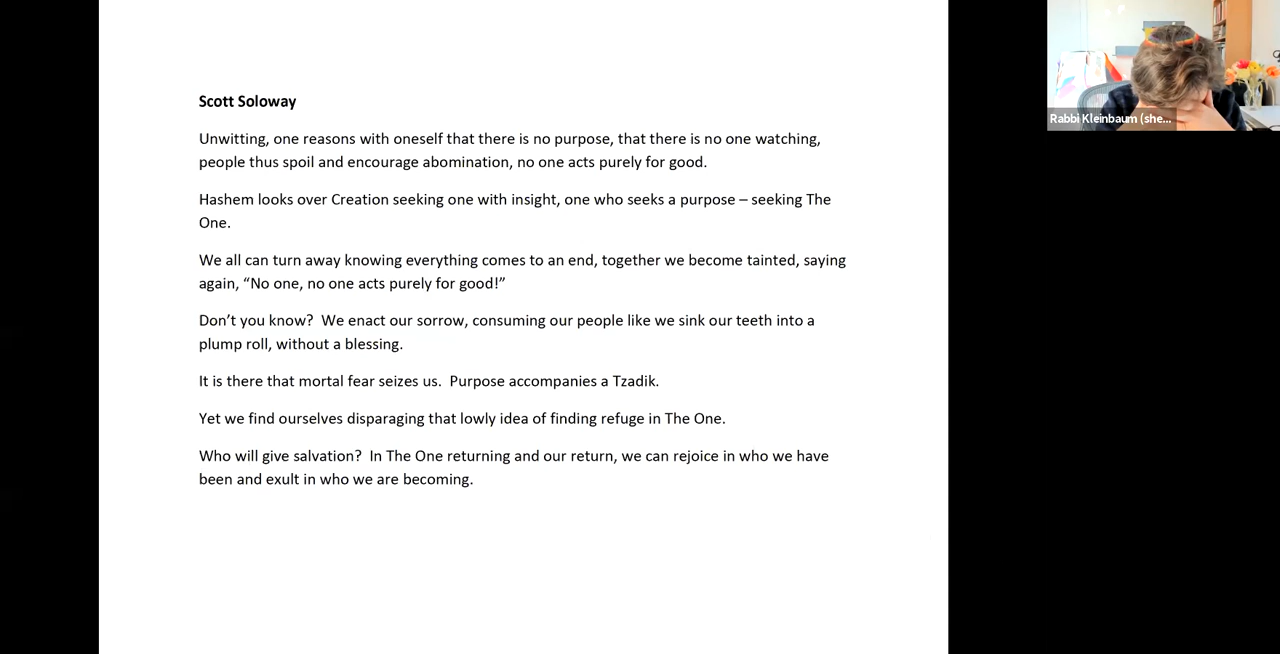 Scott Soloway
Unwitting, one reasons with oneself that there is no purpose, that there is no one watching,
people thus spoil and encourage abomination, no one acts purely for good.
Hashem looks over Creation seeking one with insight, one who seeks a purpose – seeking The
One.
We all can turn away knowing everything comes to an end, together we become tainted, saying
again, “No one, no one acts purely for good!”
Don’t you know?  We enact our sorrow, consuming our people like we sink our teeth into a
plump roll, without a blessing.
It is there that mortal fear seizes us.  Purpose accompanies a Tzadik.
Yet we find ourselves disparaging that lowly idea of finding refuge in The One.
Who will give salvation?  In The One returning and our return, we can rejoice in who we have
been and exult in who we are becoming.
Rabbi Kleinbaum (she...